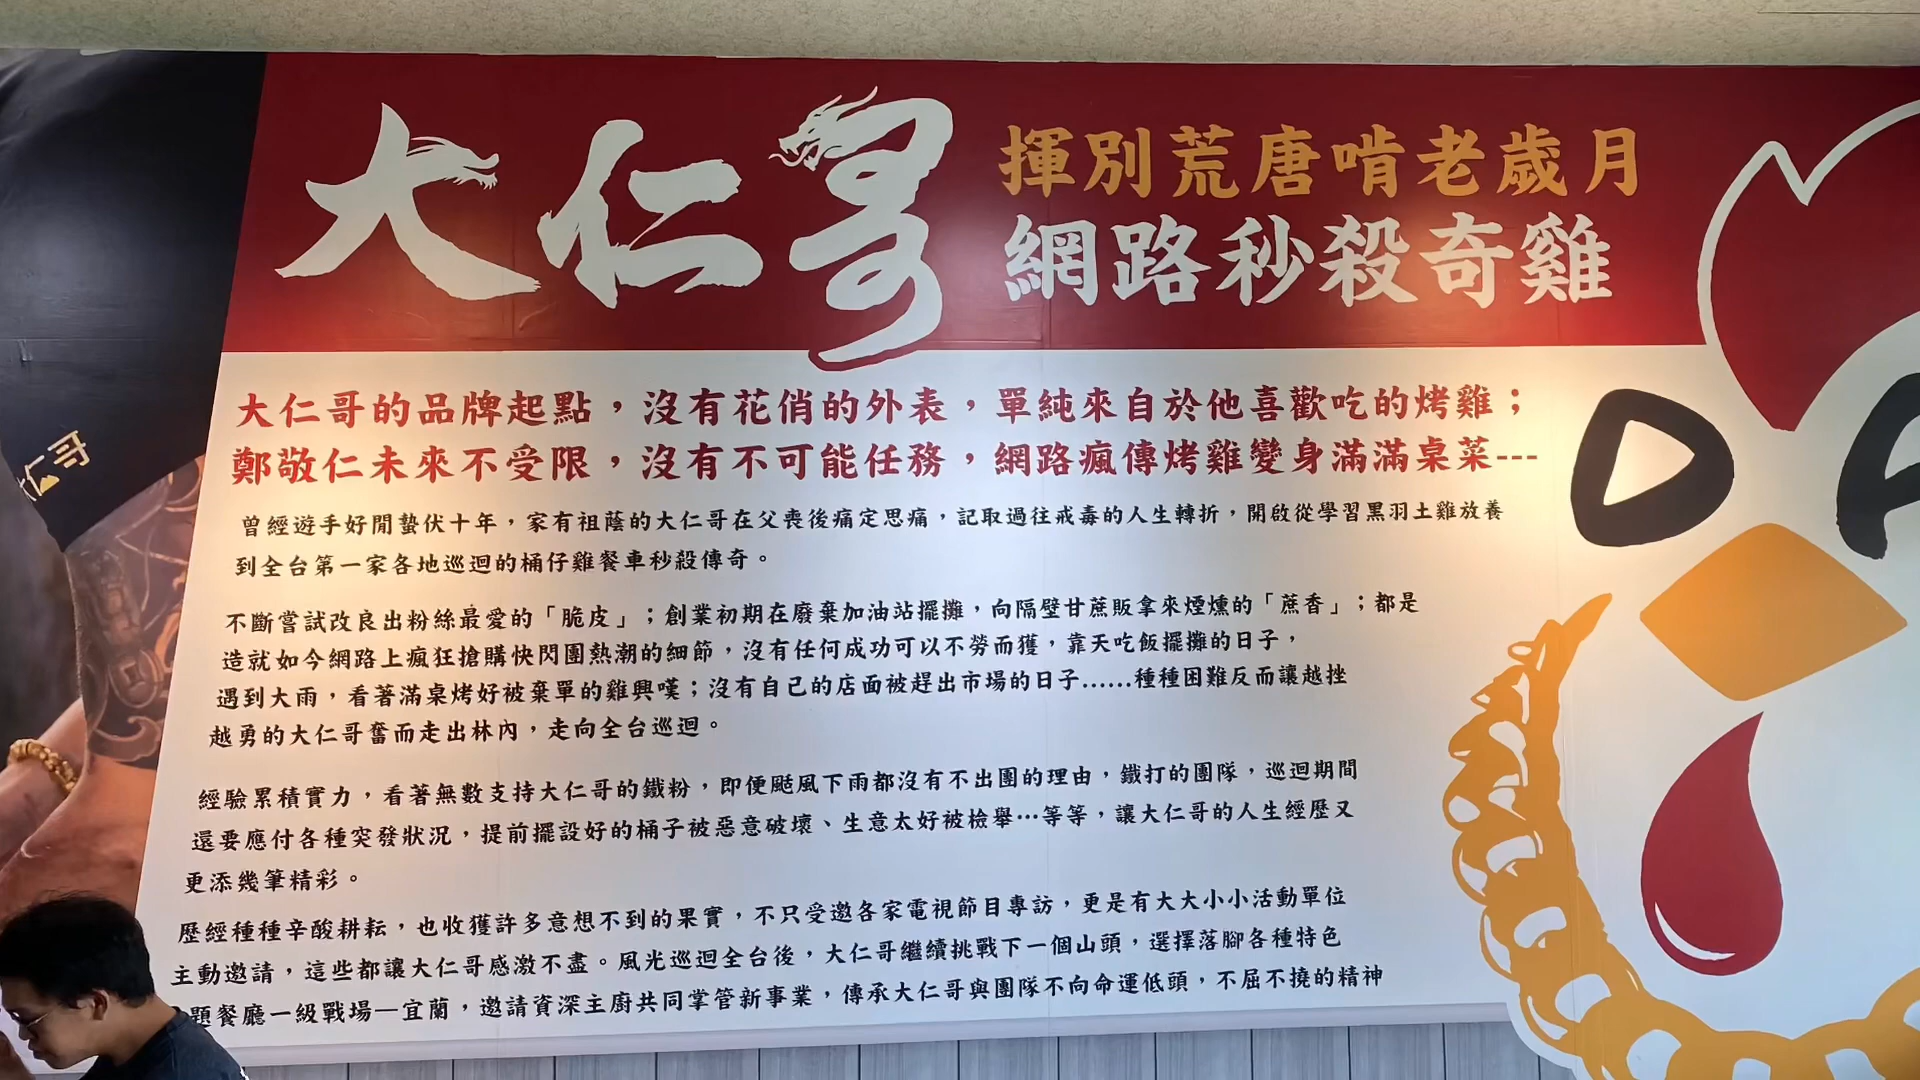 大仁哥
揮別荒唐啃老歲月
網路秒殺奇雞
大仁哥的品牌起點，沒有花俏的外表，單純來自於他喜歡吃的烤雞；
鄭敬仁未來不受限，沒有不可能任務，網路瘋傳烤雞變身滿滿桌菜---
曾經遊手好閒蟄伏十年，家有祖蔭的大仁哥在父喪後痛定思痛，記取過往戒毒的人生轉折，開啟從學習黑羽土雞放養
到全台第一家各地巡迴的桶仔雞餐車秒殺傳奇。
不斷嘗試改良出粉絲最愛的「脆皮」；創業初期在廢棄加油站擺攤，向隔壁甘蔗販拿來煙燻的「蔗香」；都是
造就如今網路上瘋狂搶購快閃團熱潮的細節，沒有任何成功可以不勞而獲，靠天吃飯擺攤的日子，
遇到大雨，看著滿桌烤好被棄單的雞興嘆；沒有自己的店面被趕出市場的日子......種種困難反而讓越挫
越勇的大仁哥奮而走出林內，走向全台巡迴。
經驗累積實力，看著無數支持大仁哥的鐵粉，即便颳風下雨都沒有不出團的理由，鐵打的團隊，巡迴期間
還要應付各種突發狀況，提前擺設好的桶子被惡意破壞、生意太好被檢舉…等等，讓大仁哥的人生經歷又
更添幾筆精彩。
歷經種種辛酸耕耘，也收獲許多意想不到的果實，不只受邀各家電視節目專訪，更是有大大小小活動單位
主動邀請，這些都讓大仁哥感激不盡。風光巡迴全台後，大仁哥繼續挑戰下一個山頭，選擇落腳各種特色
題餐廳一級戰場—宜蘭，邀請資深主廚共同掌管新事業，傳承大仁哥與團隊不向命運低頭，不屈不撓的精神
仁哥
DA